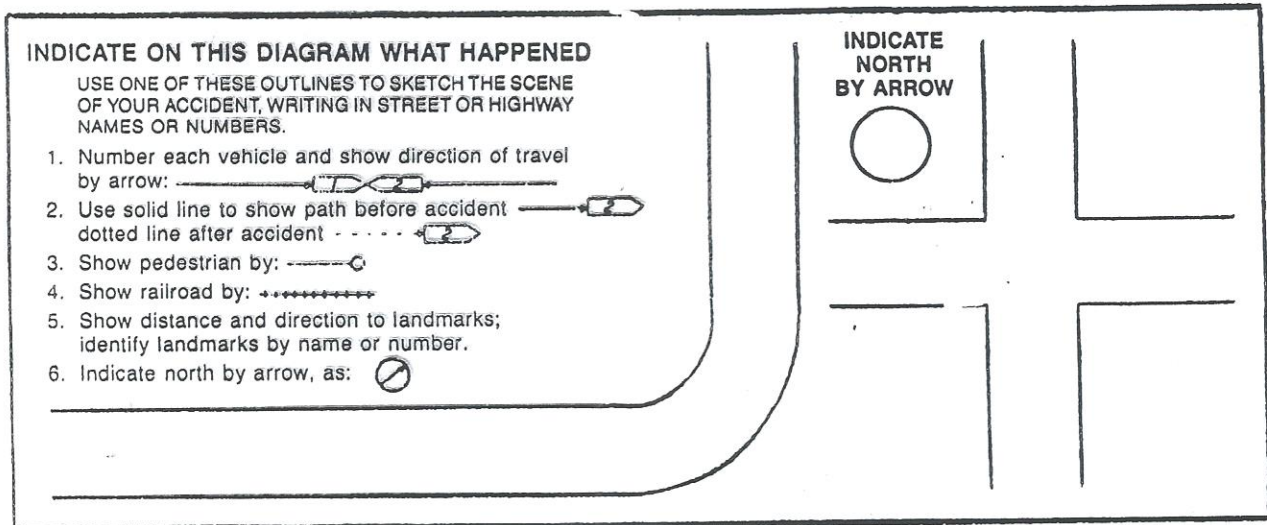 INDICATE ON THIS DIAGRAM WHAT HAPPENED
USE ONE OF THESE OUTLINES TO SKETCH THE SCENE
OF YOUR ACCIDENT, WRITING IN STREET OR HIGHWAY
NAMES OR NUMBERS.
1. Number each vehicle and show direction of travel
by arrow: 1 2
2. Use solid line to show path before accident 2
dotted line after accident 2
3. Show pedestrian by:
4. Show railroad by:
5. Show distance and direction to landmarks;
identify landmarks by name or number.
6. Indicate north by arrow, as:
INDICATE
NORTH
BY ARROW